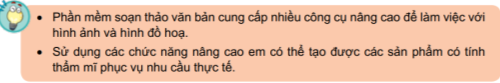 • Phần mềm soạn thảo văn bản cung cấp nhiều công cụ nâng cao để làm việc với
hình ảnh và hình đồ hoạ.
• Sử dụng các chức năng nâng cao em có thể tạo được các sản phẩm có tính
thẩm mĩ phục vụ nhu cầu thực tế.